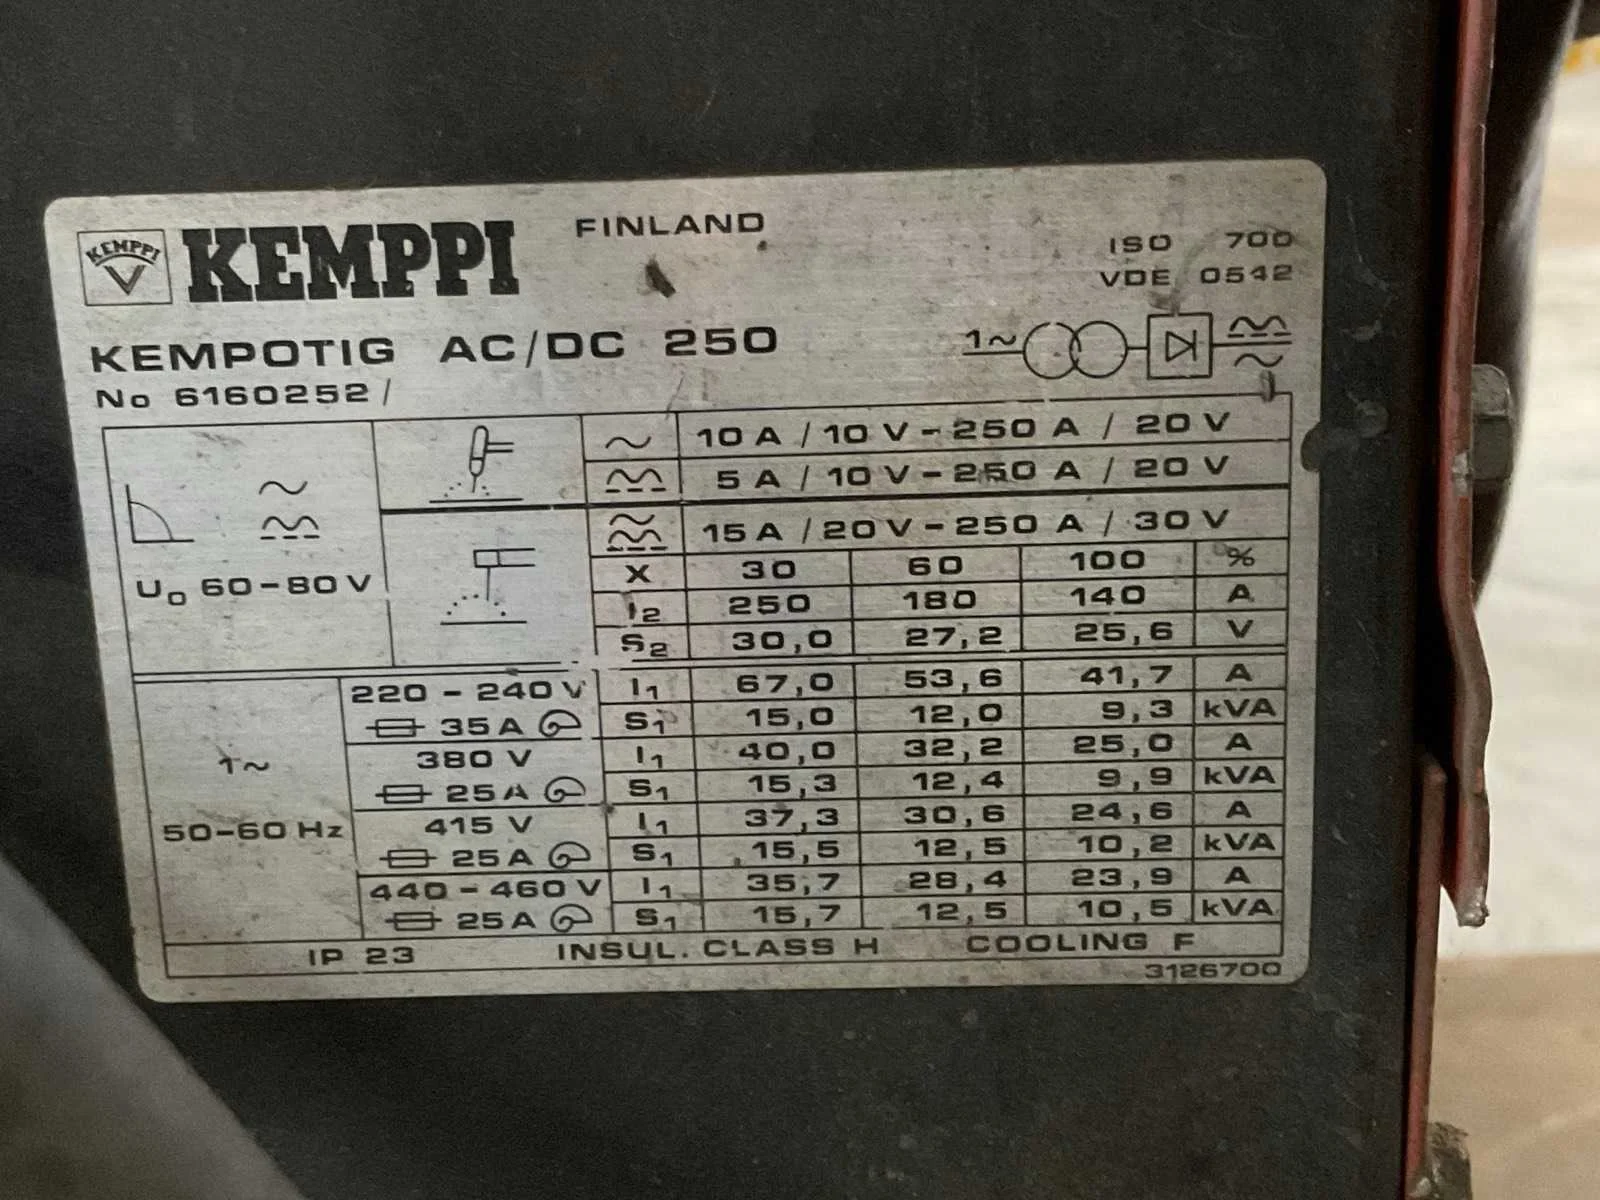 KEMPPI KEMPPI FINLAND
ISO 700
VDE 0542
KEMPOTIG AC/DC 250
1~
No 6160252/
~ 10 A / 10 V - 250 A / 20 V
5 A / 10 V - 250 A / 20 V
15 A / 20 V - 250 A / 30 V
U0 60-80 V
X 30 60 100 %
I2 250 180 140 A
S2 30,0 27,2 25,6 V
220 - 240 V I1 67,0 53,6 41,7 A
35 A S1 15,0 12,0 9,3 kVA
1~ 380 V I1 40,0 32,2 25,0 A
25 A S1 15,3 12,4 9,9 kVA
50-60 Hz 415 V I1 37,3 30,6 24,6 A
25 A S1 15,5 12,5 10,2 kVA
440 - 460 V I1 35,7 28,4 23,9 A
25 A S1 15,7 12,5 10,5 kVA
IP 23 INSUL. CLASS H COOLING F
3126700